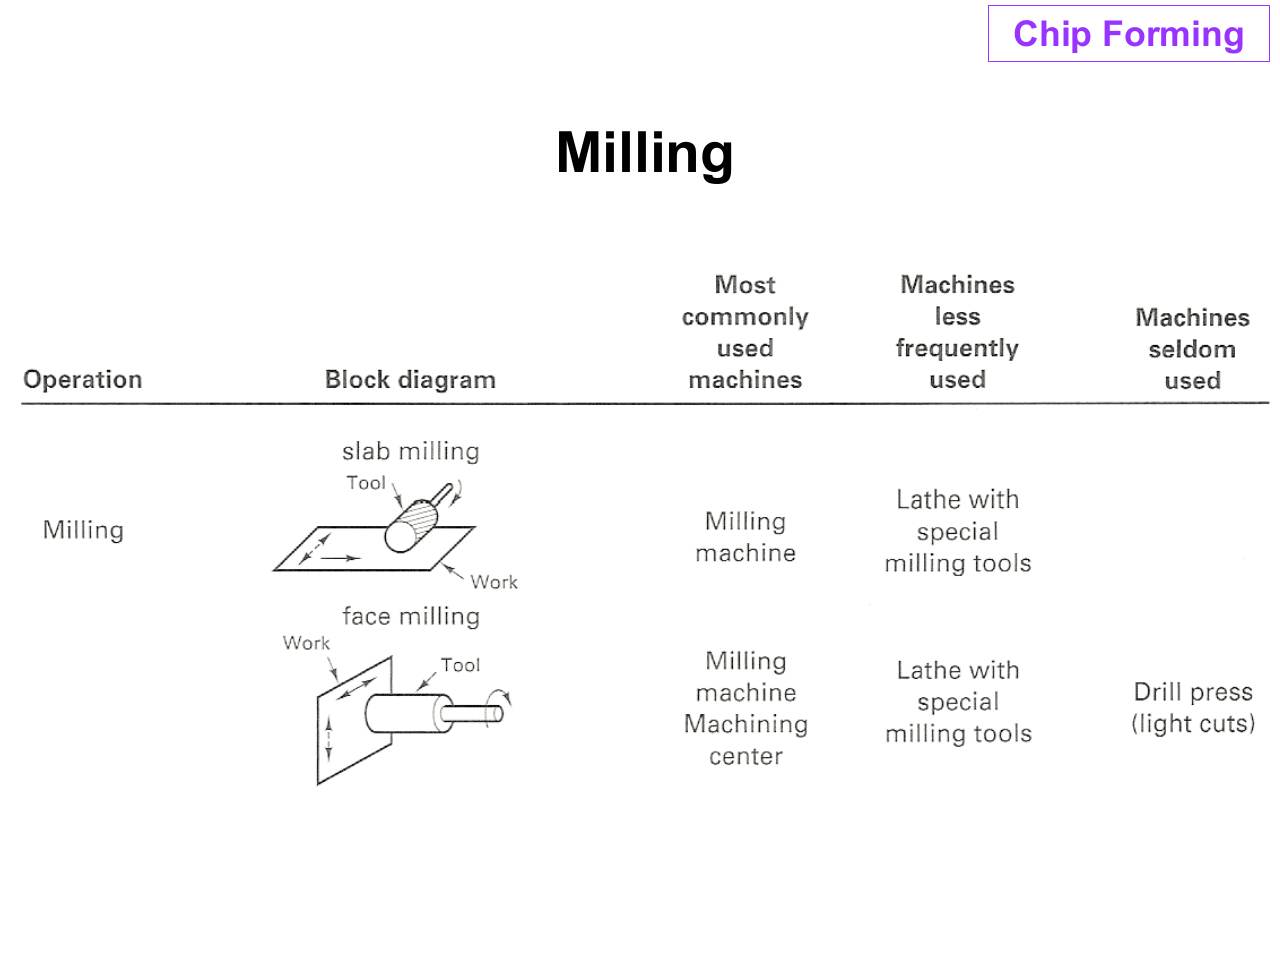 Chip Forming
Milling
Operation
Block diagram
Most
commonly
used
machines
Machines
less
frequently
used
Machines
seldom
used
Milling
slab milling
Tool
Work
Milling
machine
Lathe with
special
milling tools
face milling
Work
Tool
Milling
machine
Machining
center
Lathe with
special
milling tools
Drill press
(light cuts)